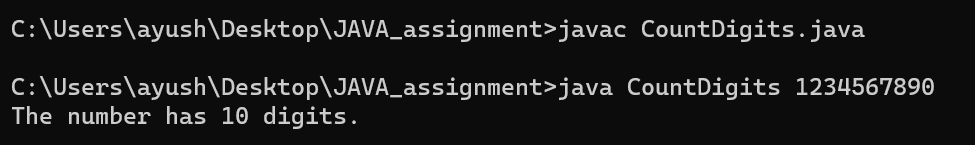 C:\Users\ayush\Desktop\JAVA_assignment>javac CountDigits.java
C:\Users\ayush\Desktop\JAVA_assignment>java CountDigits 1234567890
The number has 10 digits.